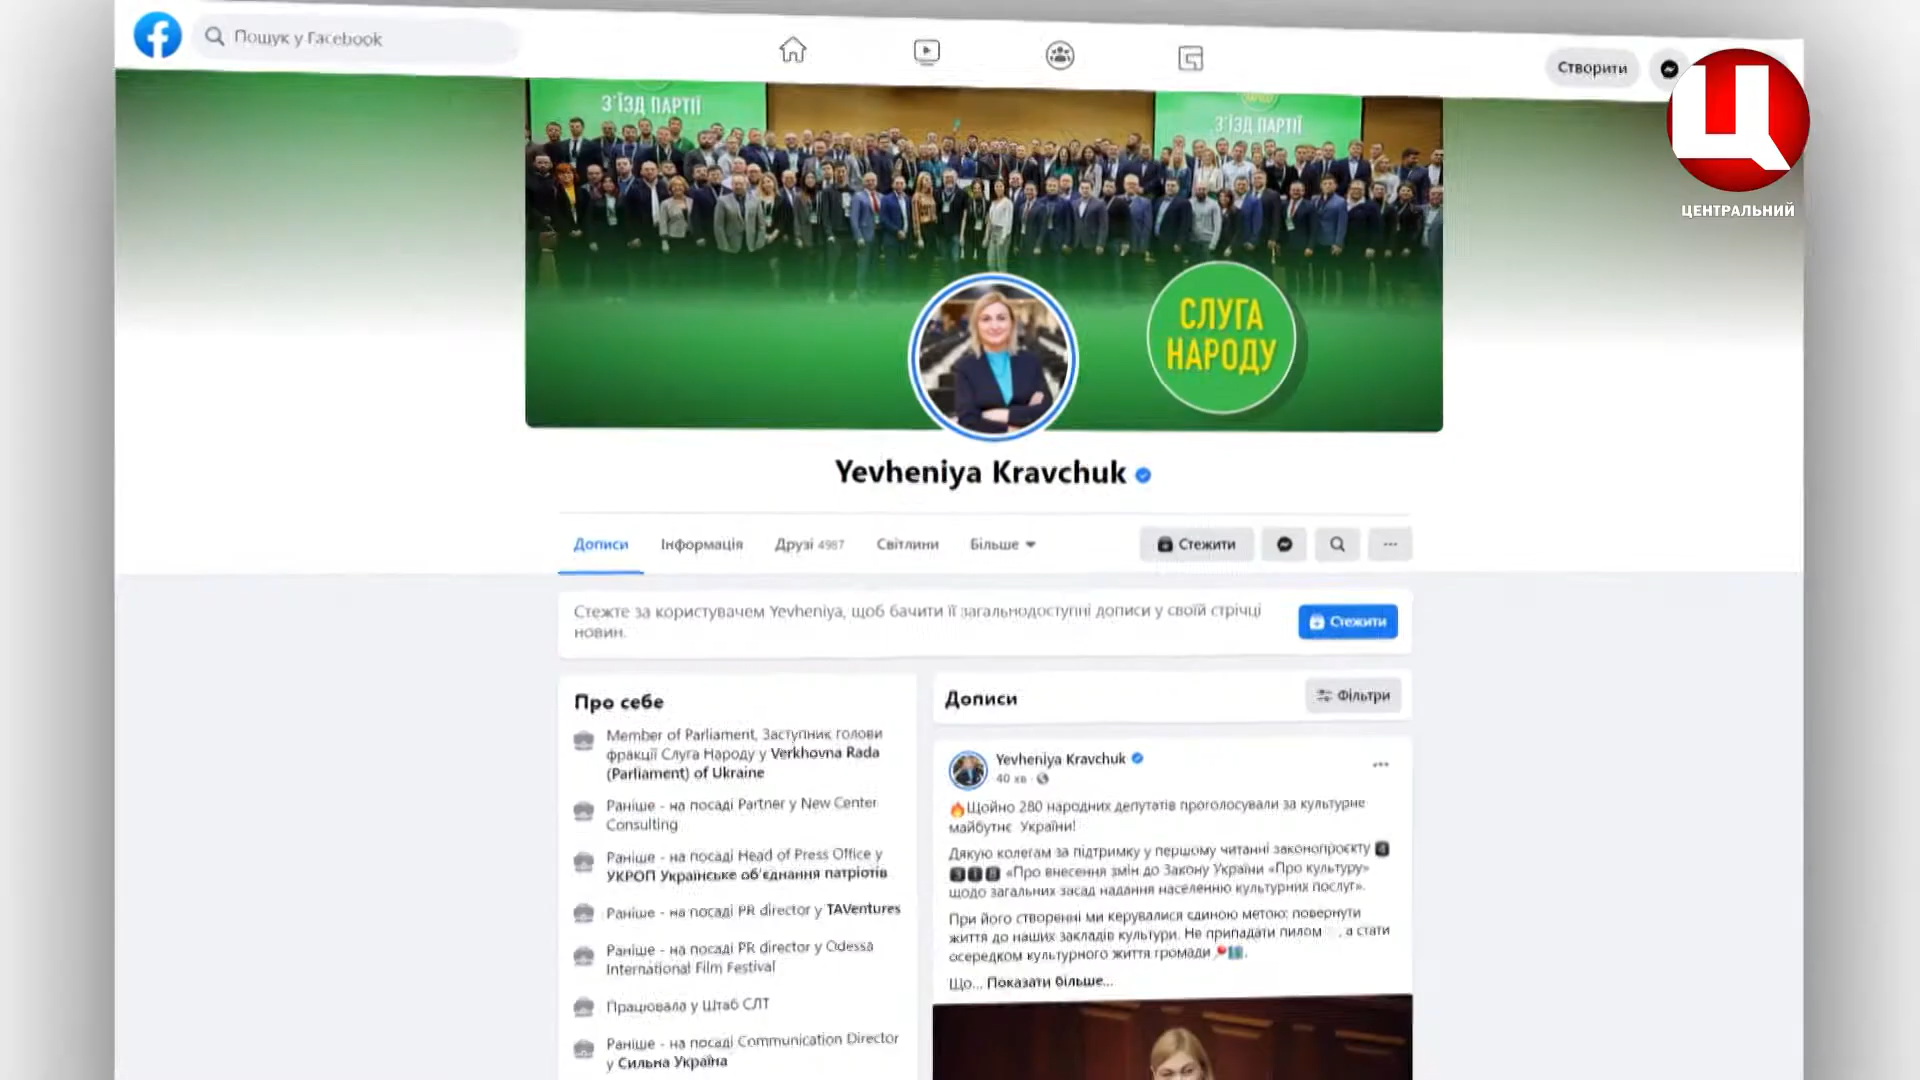 Пошук у Facebook
Створити
Ц
ЦЕНТРАЛЬНИЙ
З'ЇЗД ПАРТІЇ
З'ЇЗД ПАРТІЇ
СЛУГА
НАРОДУ
Yevheniya Kravchuk
Дописи
Інформація
Друзі 4987
Світлини
Більше
Стежити
Стежте за користувачем Yevheniya, щоб бачити її загальнодоступні дописи у своїй стрічці
новин.
Стежити
Про себе
Member of Parliament, Заступник голови
фракції Слуга Народу у Verkhovna Rada
(Parliament) of Ukraine
Раніше - на посаді Partner у New Center
Consulting
Раніше - на посаді Head of Press Office у
УКРОП Українське об'єднання патріотів
Раніше - на посаді PR director у TAVentures
Раніше - на посаді PR director у Odessa
International Film Festival
Працювала у Штаб СЛТ
Раніше - на посаді Communication Director
у Сильна Україна
Дописи
Фільтри
Yevheniya Kravchuk
40 хв ·
🔥Щойно 280 народних депутатів проголосували за культурне
майбутнє України!
Дякую колегам за підтримку у першому читанні законопроєкту 4
3 1 8 «Про внесення змін до Закону України «Про культуру»
щодо загальних засад надання населенню культурних послуг».
При його створенні ми керувалися єдиною метою: повернути
життя до наших закладів культури. Не припадати пилом , а стати
осередком культурного життя громади.
Що... Показати більше...